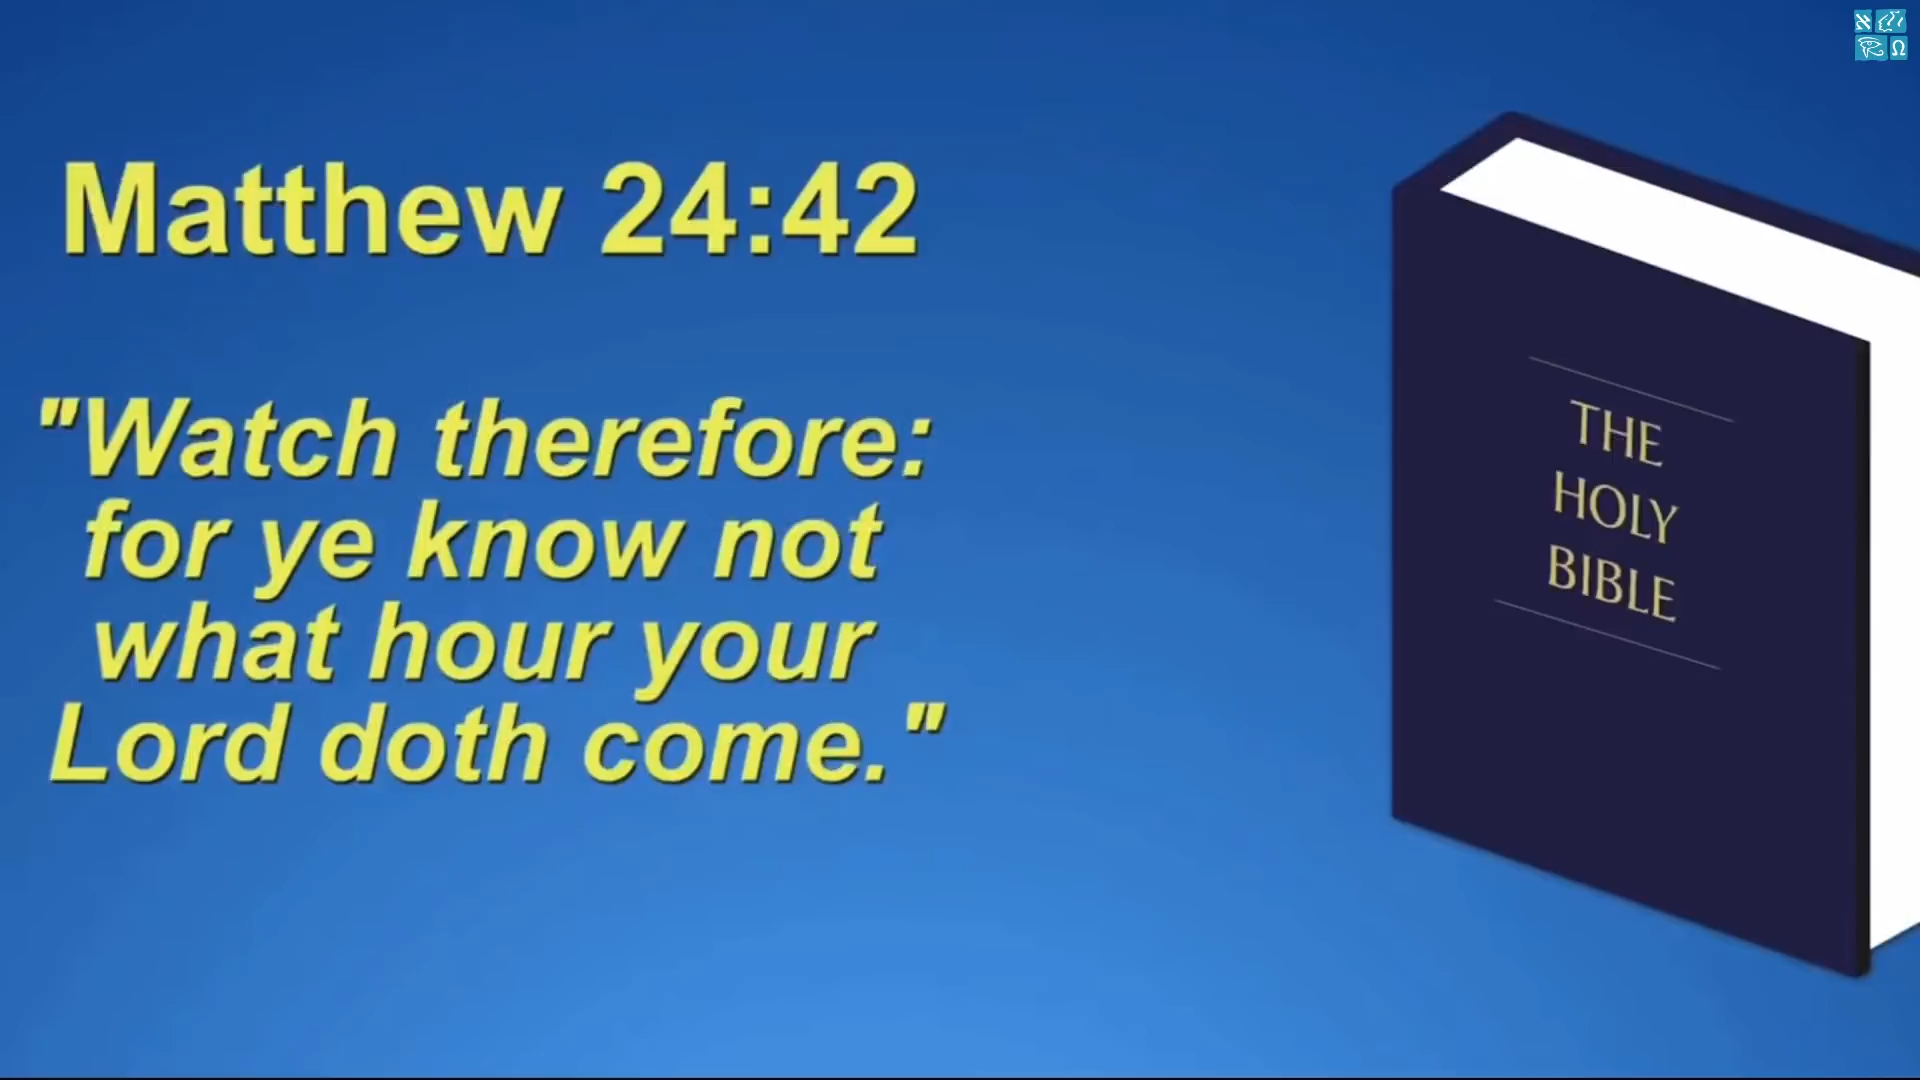 Matthew 24:42
"Watch therefore:
for ye know not
what hour your
Lord doth come."
THE
HOLY
BIBLE
א
Ω